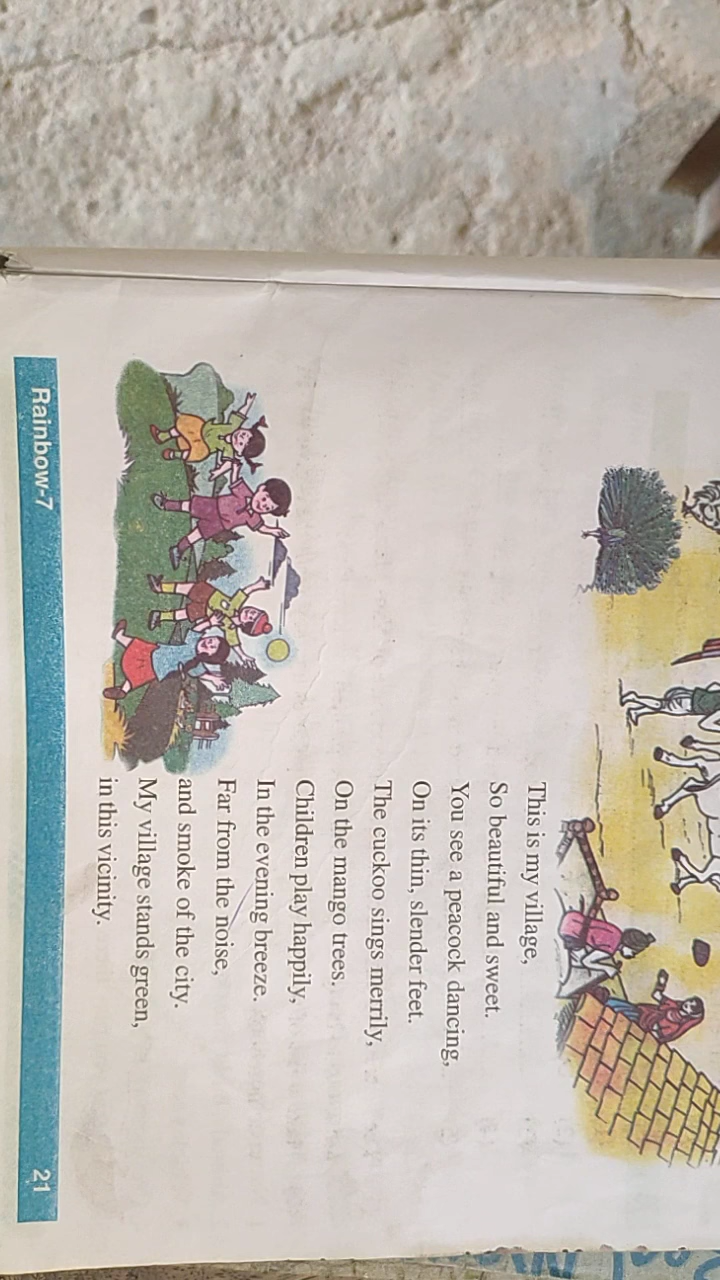 This is my village,
So beautiful and sweet.
You see a peacock dancing,
On its thin, slender feet.
The cuckoo sings merrily,
On the mango trees.
Children play happily,
In the evening breeze.
Far from the noise,
and smoke of the city.
My village stands green,
in this vicinity.
Rainbow-7
21